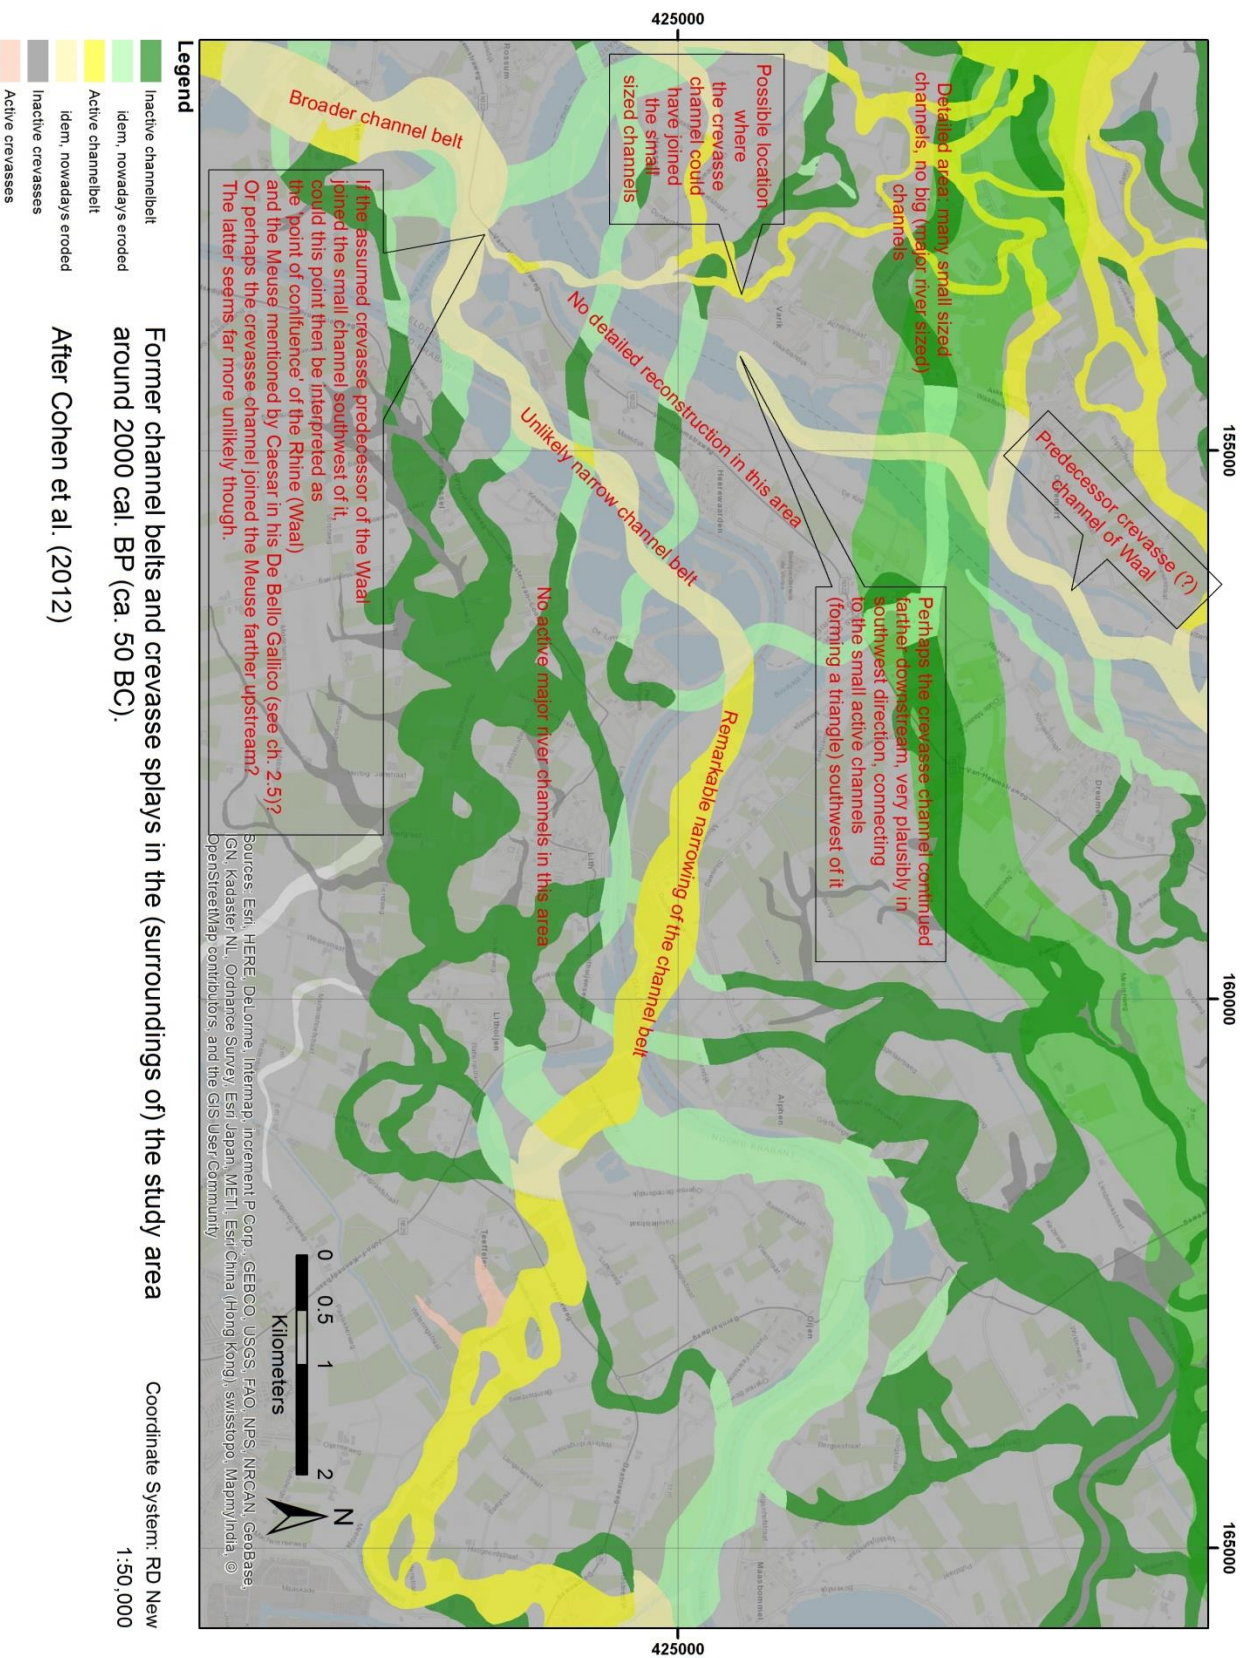 155000
160000
165000
425000
425000
Predecessor crevasse (?)
channel of Waal
Detailed area: many small sized
channels, no big (major river sized)
channels
Perhaps the crevasse channel continued
farther downstream, very plausibly in
southwest direction, connecting
to the small active channels
(forming a triangle) southwest of it
Possible location
where
the crevasse
channel could
have joined
the small
sized channels
No detailed reconstruction in this area
Remarkable narrowing of the channel belt
Unlikely narrow channel belt
No active major river channels in this area
Broader channel belt
If the assumed crevasse-predecessor of the Waal
joined the small channel southwest of it,
could this point then be interpreted as
the 'point of confluence' of the Rhine (Waal)
and the Meuse mentioned by Caesar in his De Bello Gallico (see ch. 2.5)?
Or perhaps the crevasse channel joined the Meuse farther upstream?
The latter seems far more unlikely though.
Rossum
Varik
Heerewaarden
Dreumel
Alphen
Lith
Lithoijen
Oijen
Teeffelen
Maasbommel
N
0 0.5 1 2
Kilometers
Sources: Esri, HERE, DeLorme, Intermap, increment P Corp., GEBCO, USGS, FAO, NPS, NRCAN, GeoBase,
IGN, Kadaster NL, Ordnance Survey, Esri Japan, METI, Esri China (Hong Kong), swisstopo, MapmyIndia, ©
OpenStreetMap contributors, and the GIS User Community
Legend
Inactive channelbelt
idem, nowadays eroded
Active channelbelt
idem, nowadays eroded
Inactive crevasses
Active crevasses
Former channel belts and crevasse splays in the (surroundings of) the study area
around 2000 cal. BP (ca. 50 BC).
After Cohen et al. (2012)
Coordinate System: RD New
1:50,000